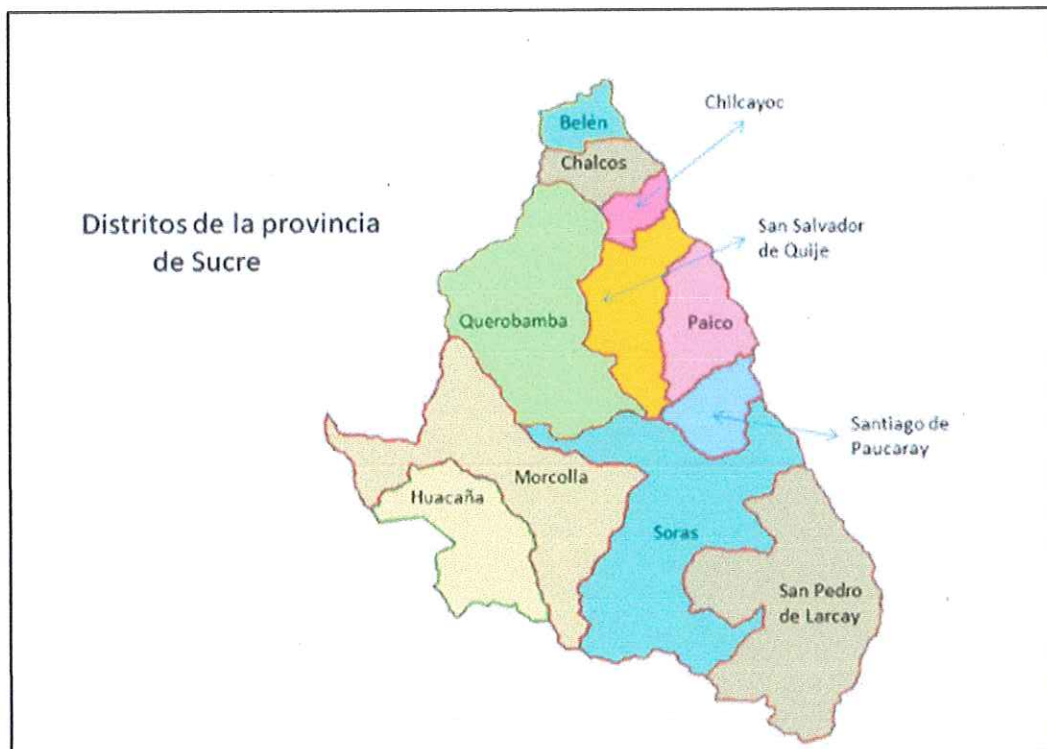 Chilcayoc
Belén
Chalcos
Distritos de la provincia
de Sucre
San Salvador
de Quije
Querobamba
Paico
Santiago de
Paucaray
Morcolla
Huacaña
Soras
San Pedro
de Larcay